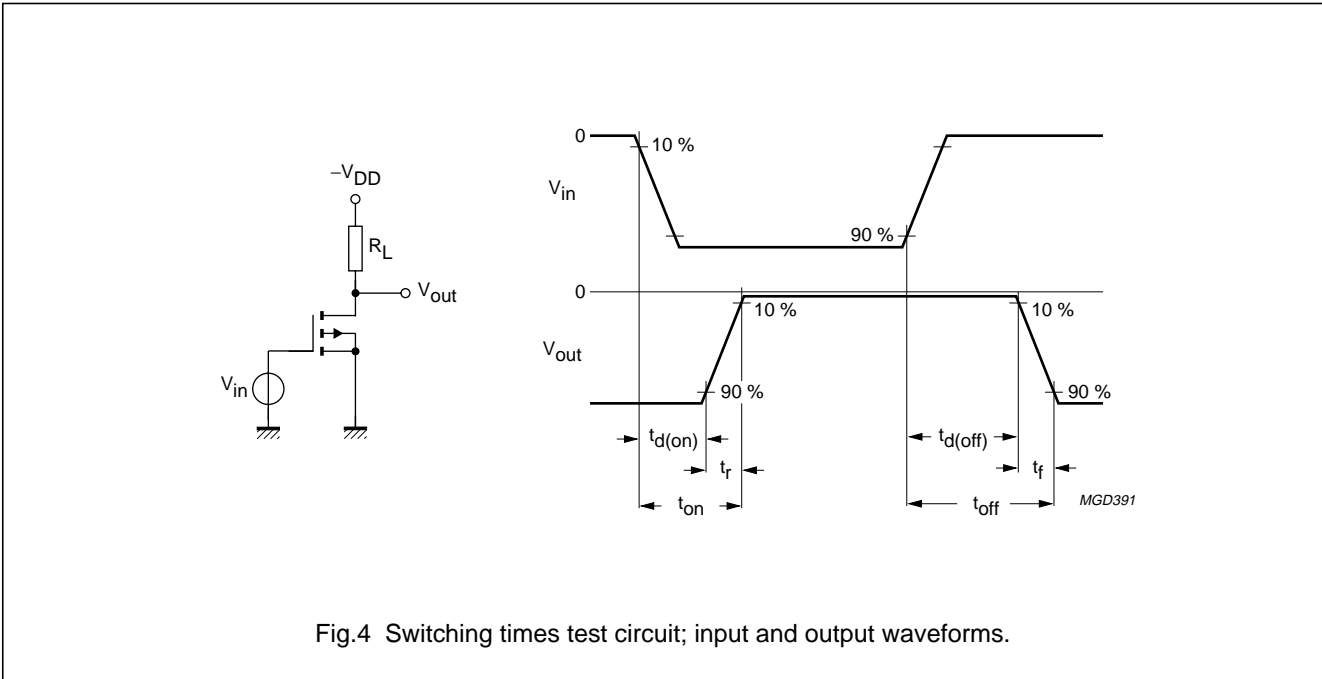 −VDD
RL
Vout
Vin
0
10 %
Vin
90 %
0
10 %
10 %
Vout
90 %
90 %
td(on)
td(off)
tr
tf
ton
toff
MGD391
Fig.4 Switching times test circuit; input and output waveforms.